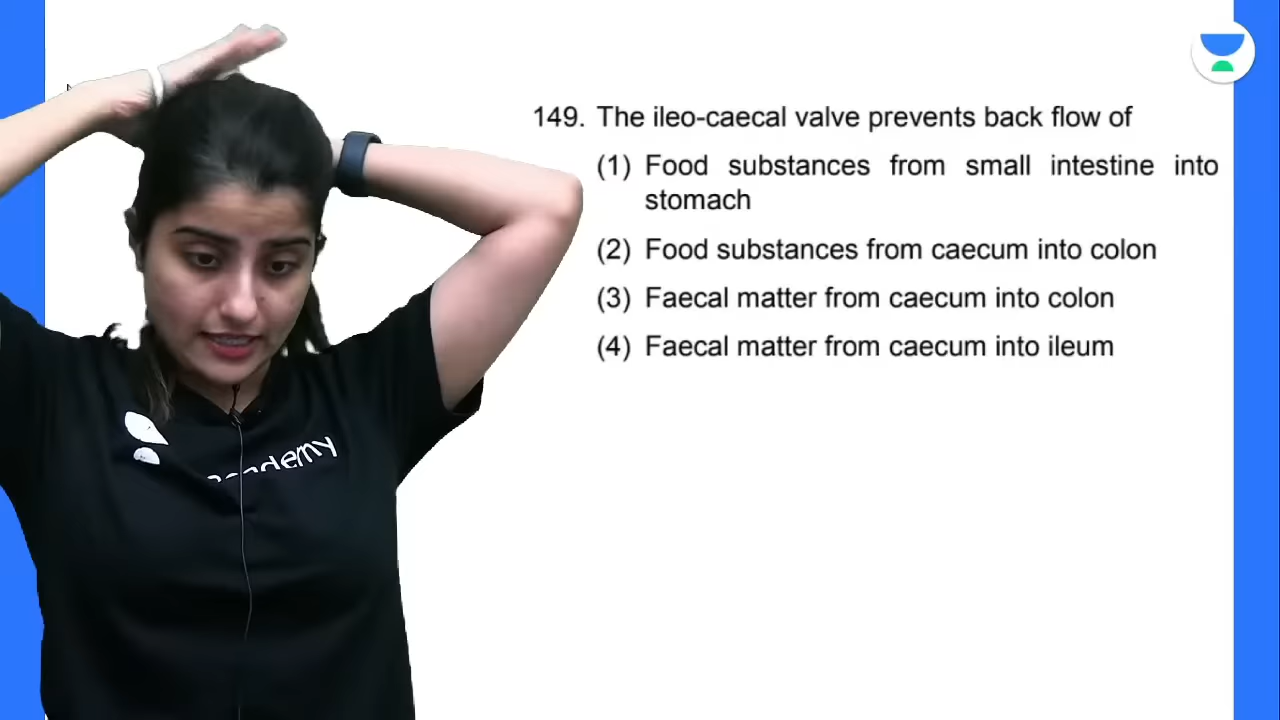 149. The ileo-caecal valve prevents back flow of
(1) Food substances from small intestine into
stomach
(2) Food substances from caecum into colon
(3) Faecal matter from caecum into colon
(4) Faecal matter from caecum into ileum